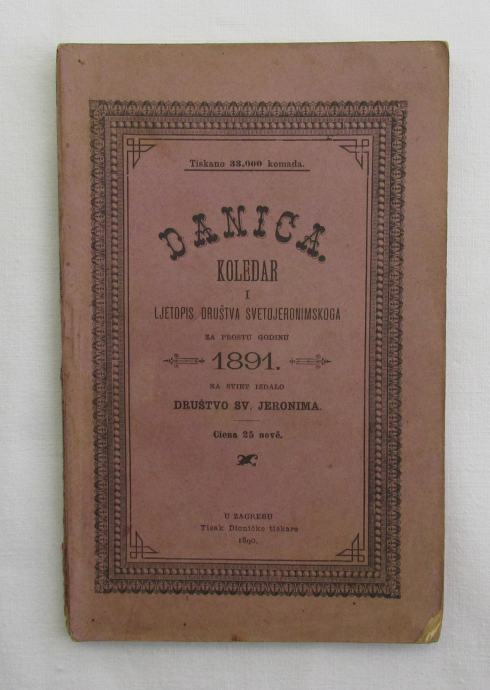 Tiskano 33.000 komada.
DANICA.
KOLEDAR
I
LJETOPIS DRUŠTVA SVETOJERONIMSKOGA
ZA PROSTU GODINU
1891.
NA SVIET IZDALO
DRUŠTVO SV. JERONIMA.
Ciena 25 novč.
U ZAGREBU
Tisak Dioničke tiskare
1890.